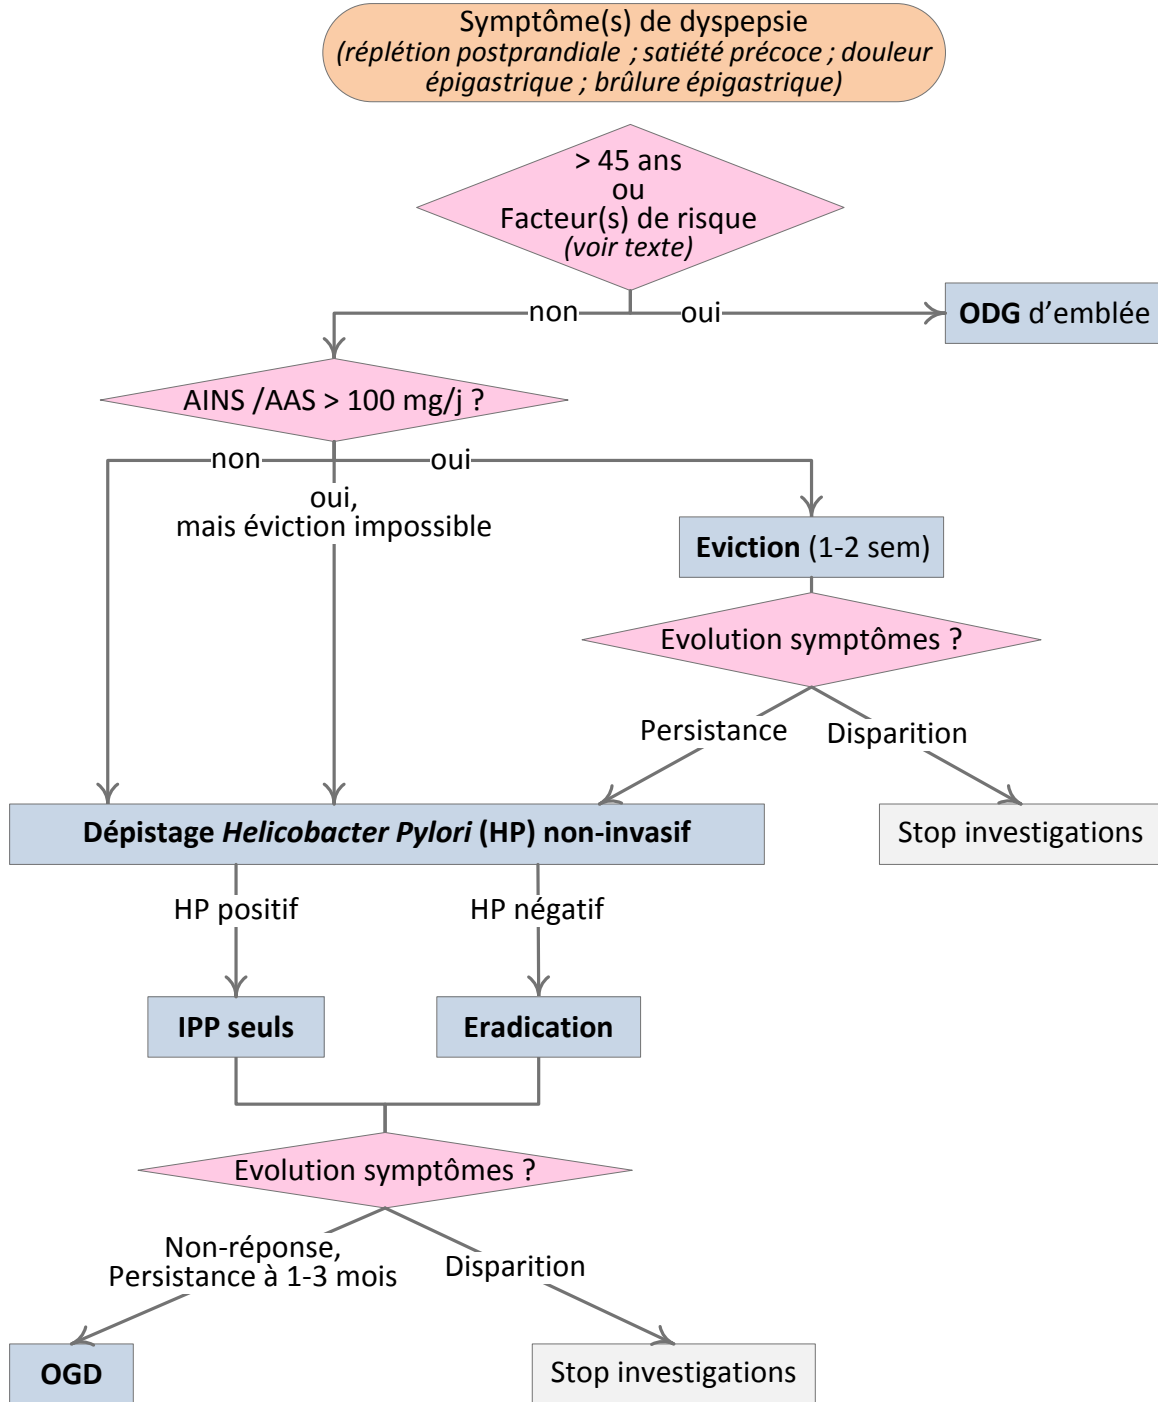 Symptôme(s) de dyspepsie
(réplétion postprandiale ; satiété précoce ; douleur
épigastrique ; brûlure épigastrique)
> 45 ans
ou
Facteur(s) de risque
(voir texte)
non
oui
ODG d’emblée
AINS /AAS > 100 mg/j ?
non
oui
oui,
mais éviction impossible
Eviction (1-2 sem)
Evolution symptômes ?
Persistance
Disparition
Dépistage Helicobacter Pylori (HP) non-invasif
Stop investigations
HP positif
HP négatif
IPP seuls
Eradication
Evolution symptômes ?
Non-réponse,
Persistance à 1-3 mois
Disparition
OGD
Stop investigations